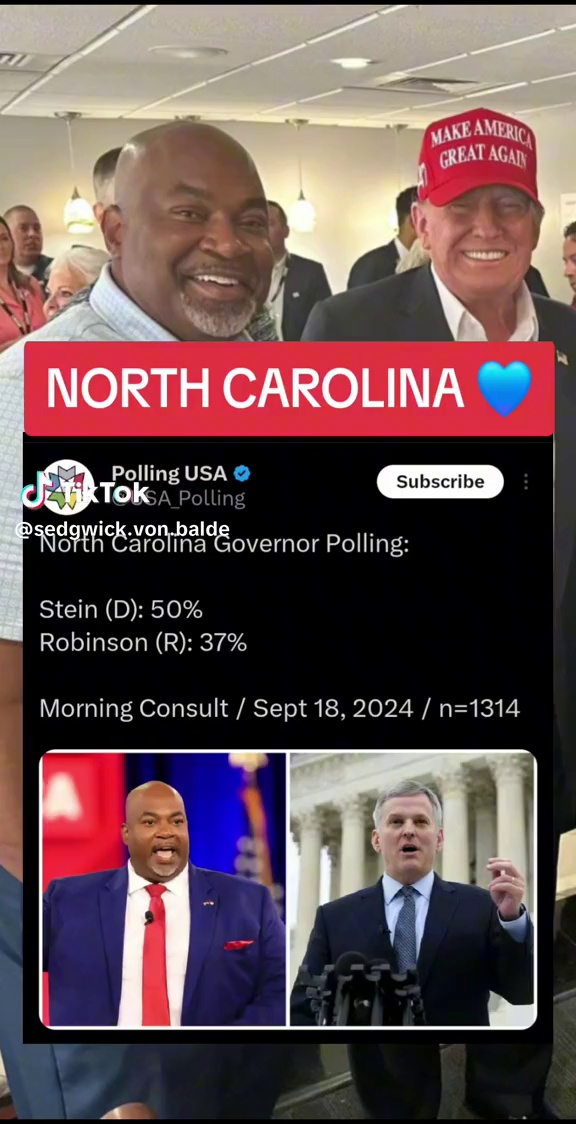 MAKE AMERICA
GREAT AGAIN
NORTH CAROLINA 💙
Polling USA
Subscribe
TikTok
@USA_Polling
@sedgwick.von.balde
North Carolina Governor Polling:
Stein (D): 50%
Robinson (R): 37%
Morning Consult / Sept 18, 2024 / n=1314